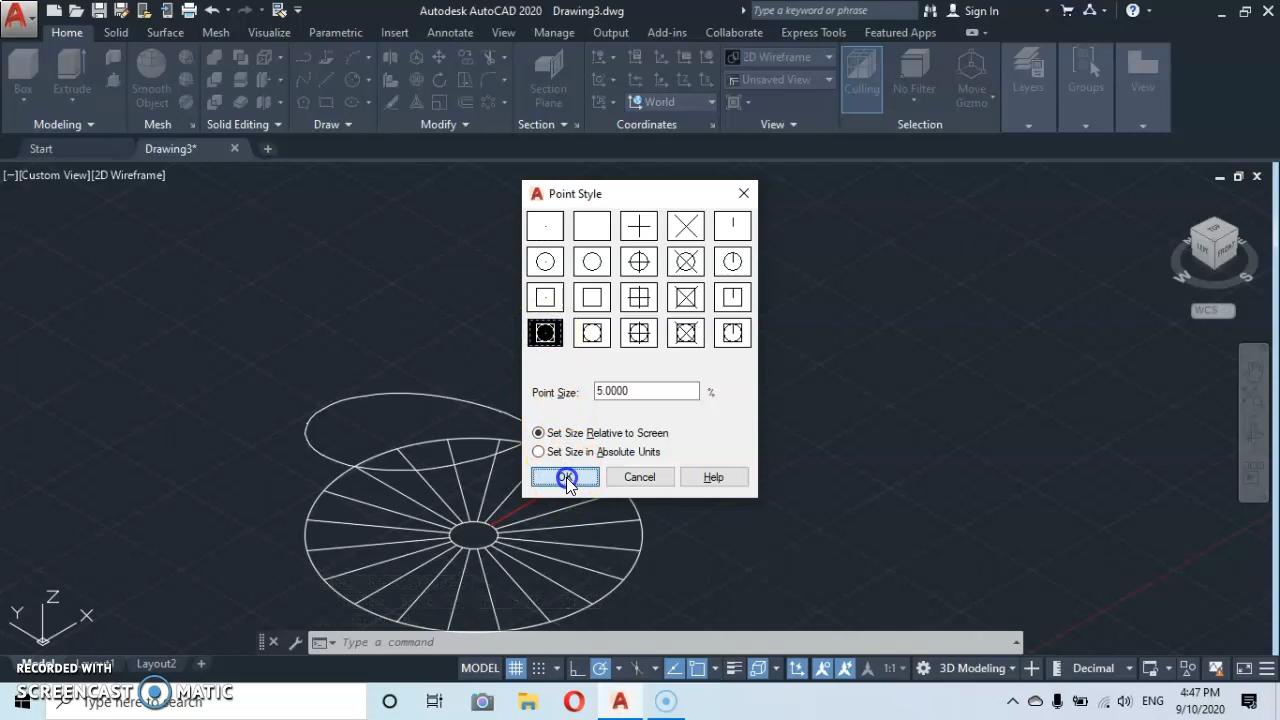 Autodesk AutoCAD 2020 Drawing3.dwg
Type a keyword or phrase
Sign In
Home Solid Surface Mesh Visualize Parametric Insert Annotate View Manage Output Add-ins Collaborate Express Tools Featured Apps
2D Wireframe
Unsaved View
World
Box Extrude Smooth Object Section Plane Culling No Filter Move Gizmo Layers Groups View
Modeling Mesh Solid Editing Draw Modify Section Coordinates View Selection
Start Drawing3*
[−][Custom View][2D Wireframe]
Point Style
TOP
LEFT FRONT
W S
WCS
Point Size: 5.0000 %
Set Size Relative to Screen
Set Size in Absolute Units
OK Cancel Help
Z
Y X
Type a command
Layout2
MODEL 1:1 3D Modeling Decimal
RECORDED WITH
SCREENCAST MATIC
Type here to search
ENG
4:47 PM
9/10/2020